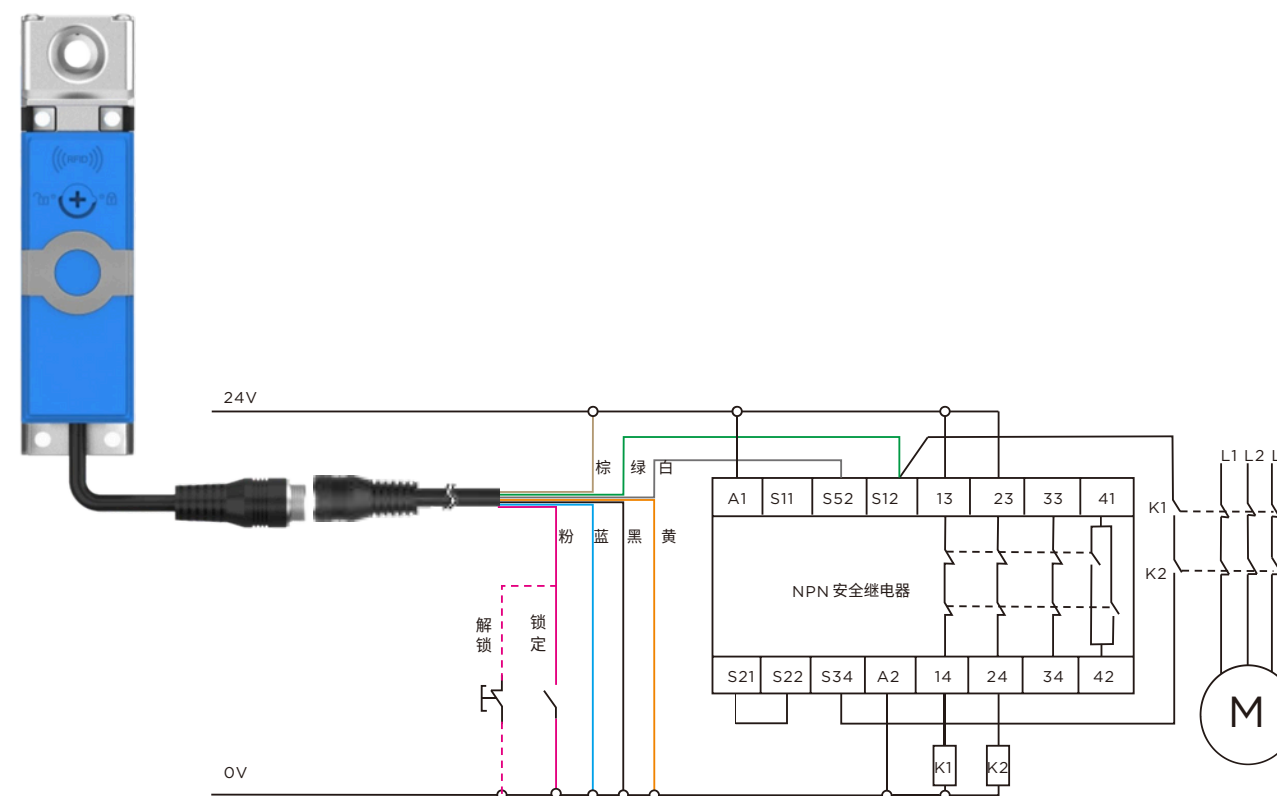 RFID
24V
棕 绿 白
L1 L2 L
A1 S11 S52 S12 13 23 33 41
K1
粉 蓝 黑 黄
K2
NPN 安全继电器
解锁
锁定
S21 S22 S34 A2 14 24 34 42
M
0V
K1 K2